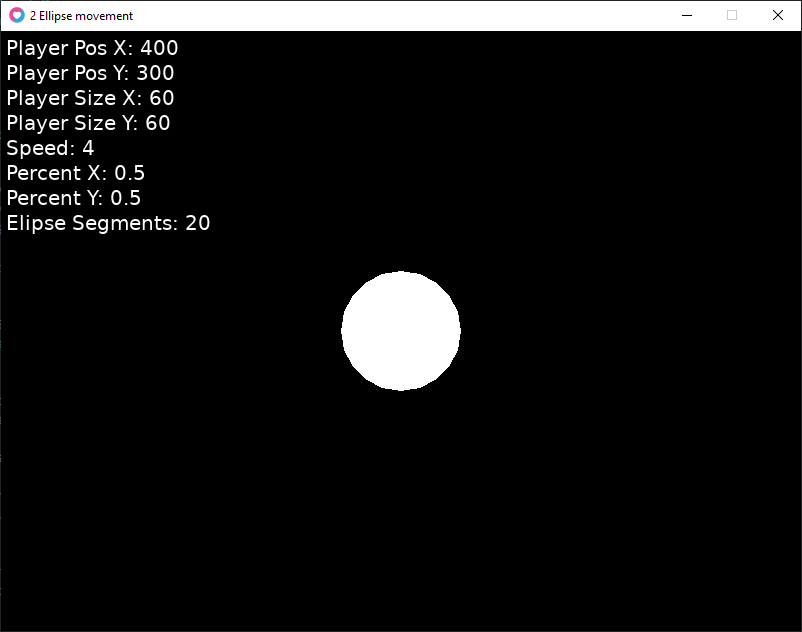 2 Ellipse movement
Player Pos X: 400
Player Pos Y: 300
Player Size X: 60
Player Size Y: 60
Speed: 4
Percent X: 0.5
Percent Y: 0.5
Elipse Segments: 20